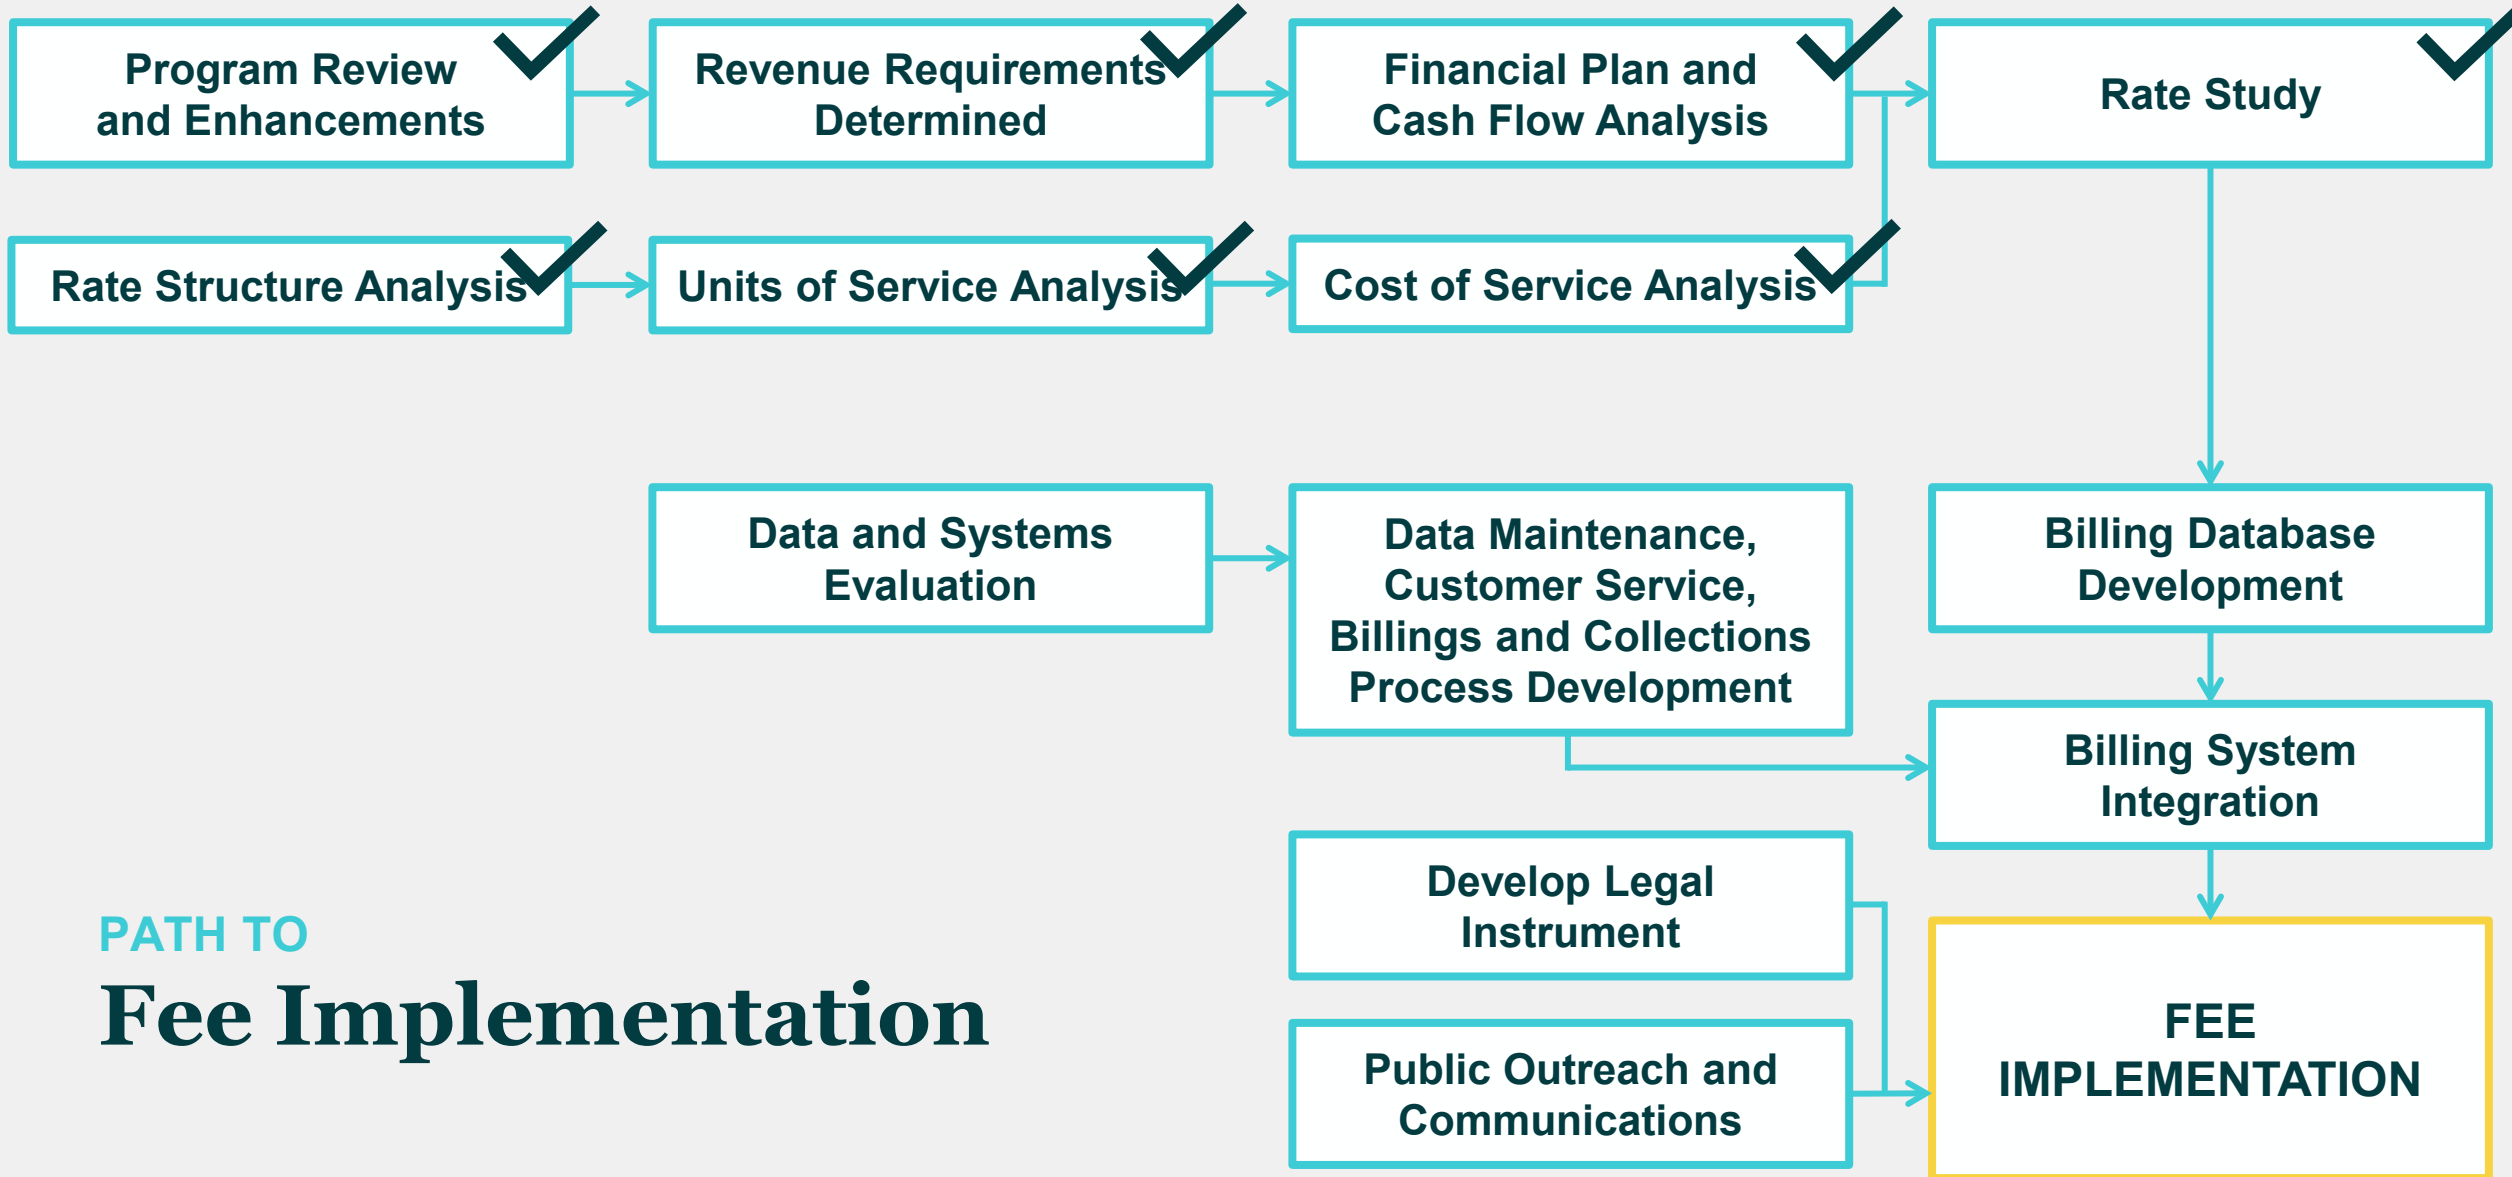 Program Review
and Enhancements
Revenue Requirements
Determined
Financial Plan and
Cash Flow Analysis
Rate Study
Rate Structure Analysis
Units of Service Analysis
Cost of Service Analysis
Data and Systems
Evaluation
Data Maintenance,
Customer Service,
Billings and Collections
Process Development
Billing Database
Development
Billing System
Integration
Develop Legal
Instrument
Public Outreach and
Communications
FEE
IMPLEMENTATION
PATH TO
Fee Implementation